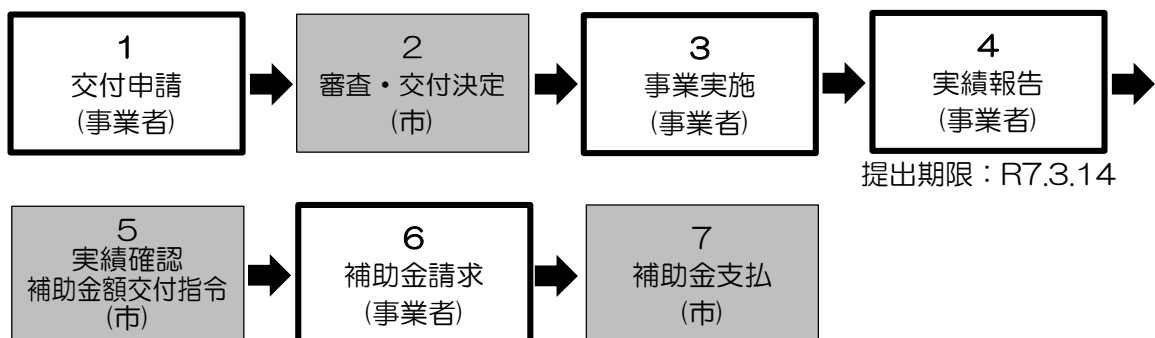 1
交付申請
(事業者)
2
審査・交付決定
(市)
3
事業実施
(事業者)
4
実績報告
(事業者)
提出期限：R7.3.14
5
実績確認
補助金額交付指令
(市)
6
補助金請求
(事業者)
7
補助金支払
(市)